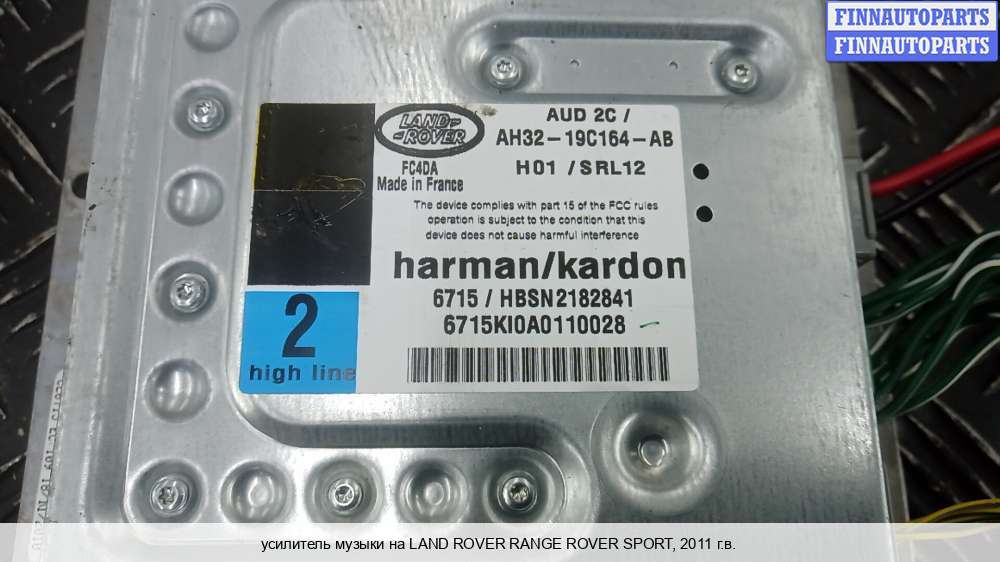 FINNAUTOPARTS
FINNAUTOPARTS
LAND
ROVER
FC4DA
Made in France
AUD 2C /
AH32-19C164-AB
H01 /SRL12
The device complies with part 15 of the FCC rules
operation is subject to the condition that this
device does not cause harmful interference
harman/kardon
6715 / HBSN2182841
6715KI0A0110028
2
high line
усилитель музыки на LAND ROVER RANGE ROVER SPORT, 2011 г.в.